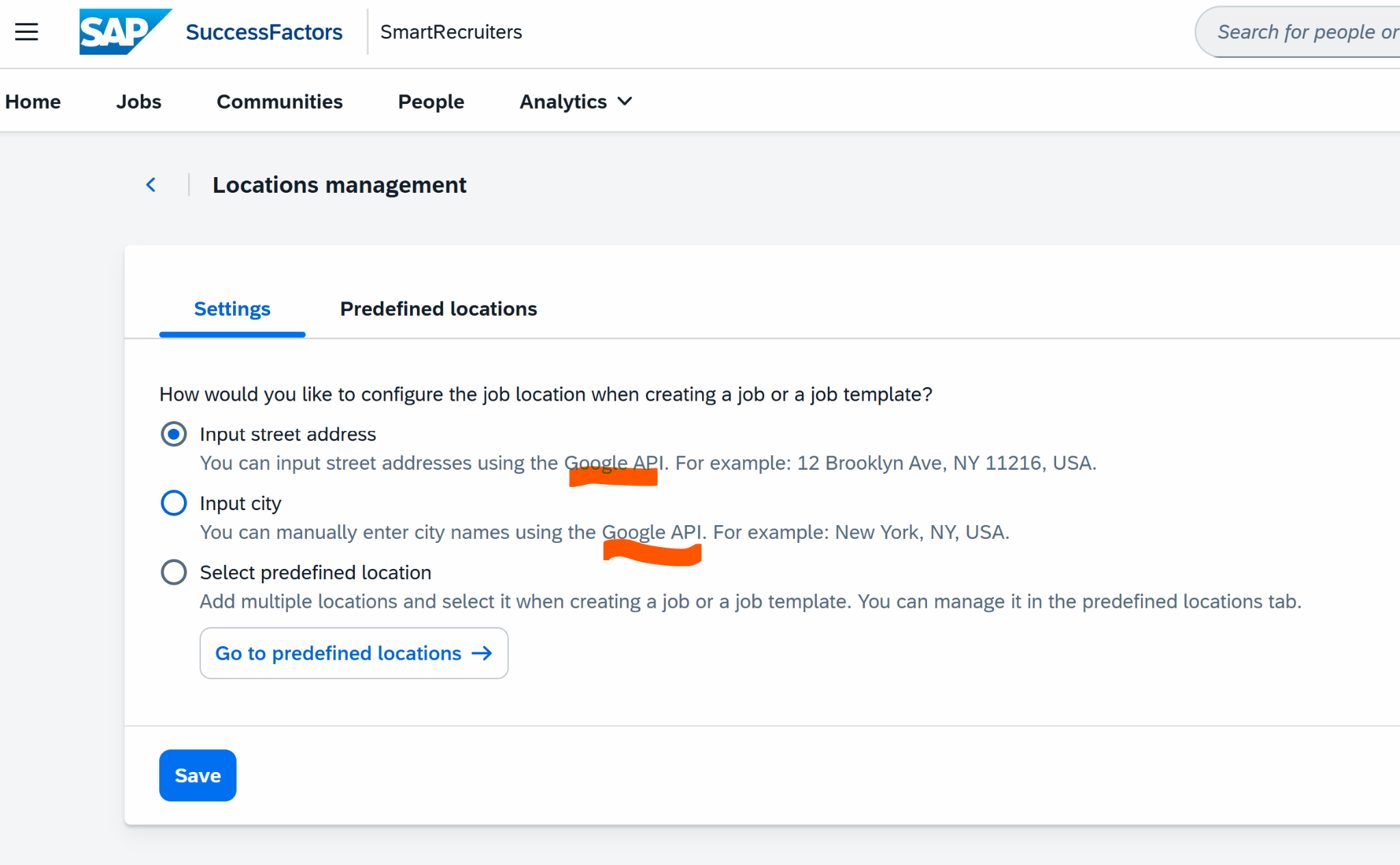 SAP SuccessFactors SmartRecruiters Search for people or
Home Jobs Communities People Analytics
Locations management
Settings Predefined locations
How would you like to configure the job location when creating a job or a job template?
Input street address
You can input street addresses using the Google API. For example: 12 Brooklyn Ave, NY 11216, USA.
Input city
You can manually enter city names using the Google API. For example: New York, NY, USA.
Select predefined location
Add multiple locations and select it when creating a job or a job template. You can manage it in the predefined locations tab.
Go to predefined locations →
Save